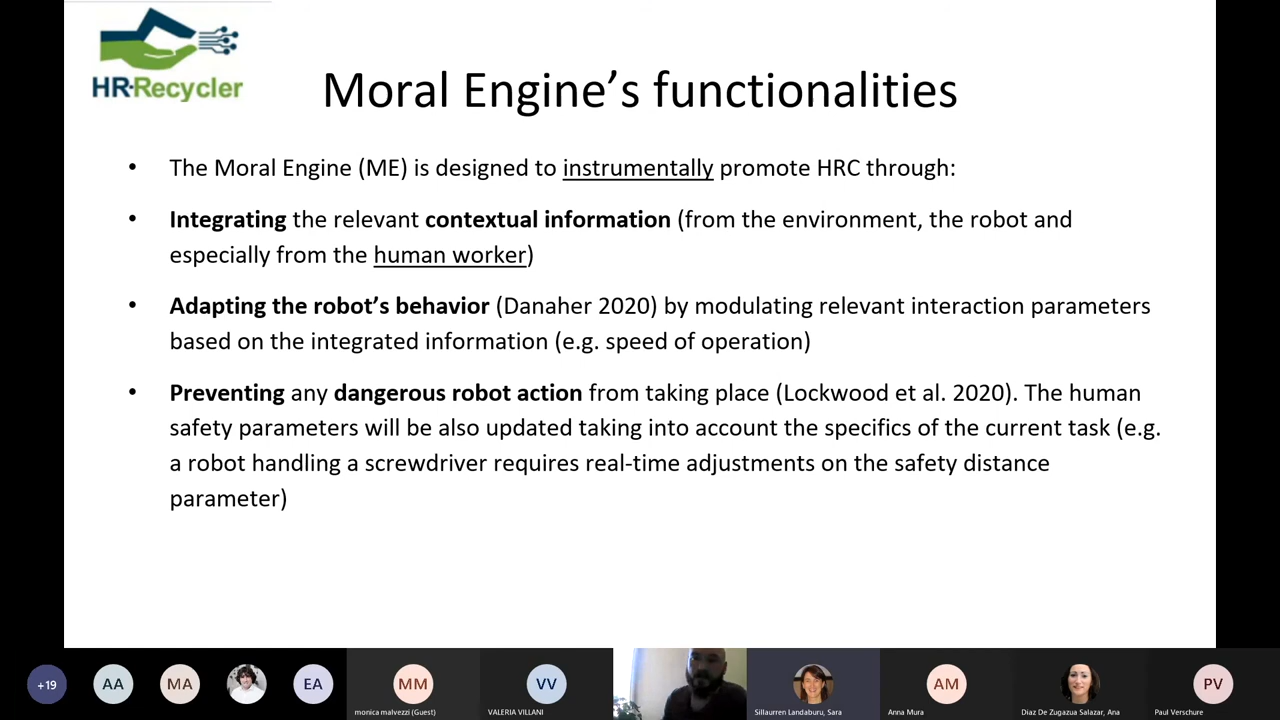 HR-Recycler
Moral Engine’s functionalities
• The Moral Engine (ME) is designed to instrumentally promote HRC through:
• Integrating the relevant contextual information (from the environment, the robot and
especially from the human worker)
• Adapting the robot’s behavior (Danaher 2020) by modulating relevant interaction parameters
based on the integrated information (e.g. speed of operation)
• Preventing any dangerous robot action from taking place (Lockwood et al. 2020). The human
safety parameters will be also updated taking into account the specifics of the current task (e.g.
a robot handling a screwdriver requires real-time adjustments on the safety distance
parameter)
+19
AA
MA
EA
MM
monica malvezzi (Guest)
VV
VALERIA VILLANI
Sillaurren Landaburu, Sara
AM
Anna Mura
Díaz De Zugazua Salazar, Ana
PV
Paul Verschure